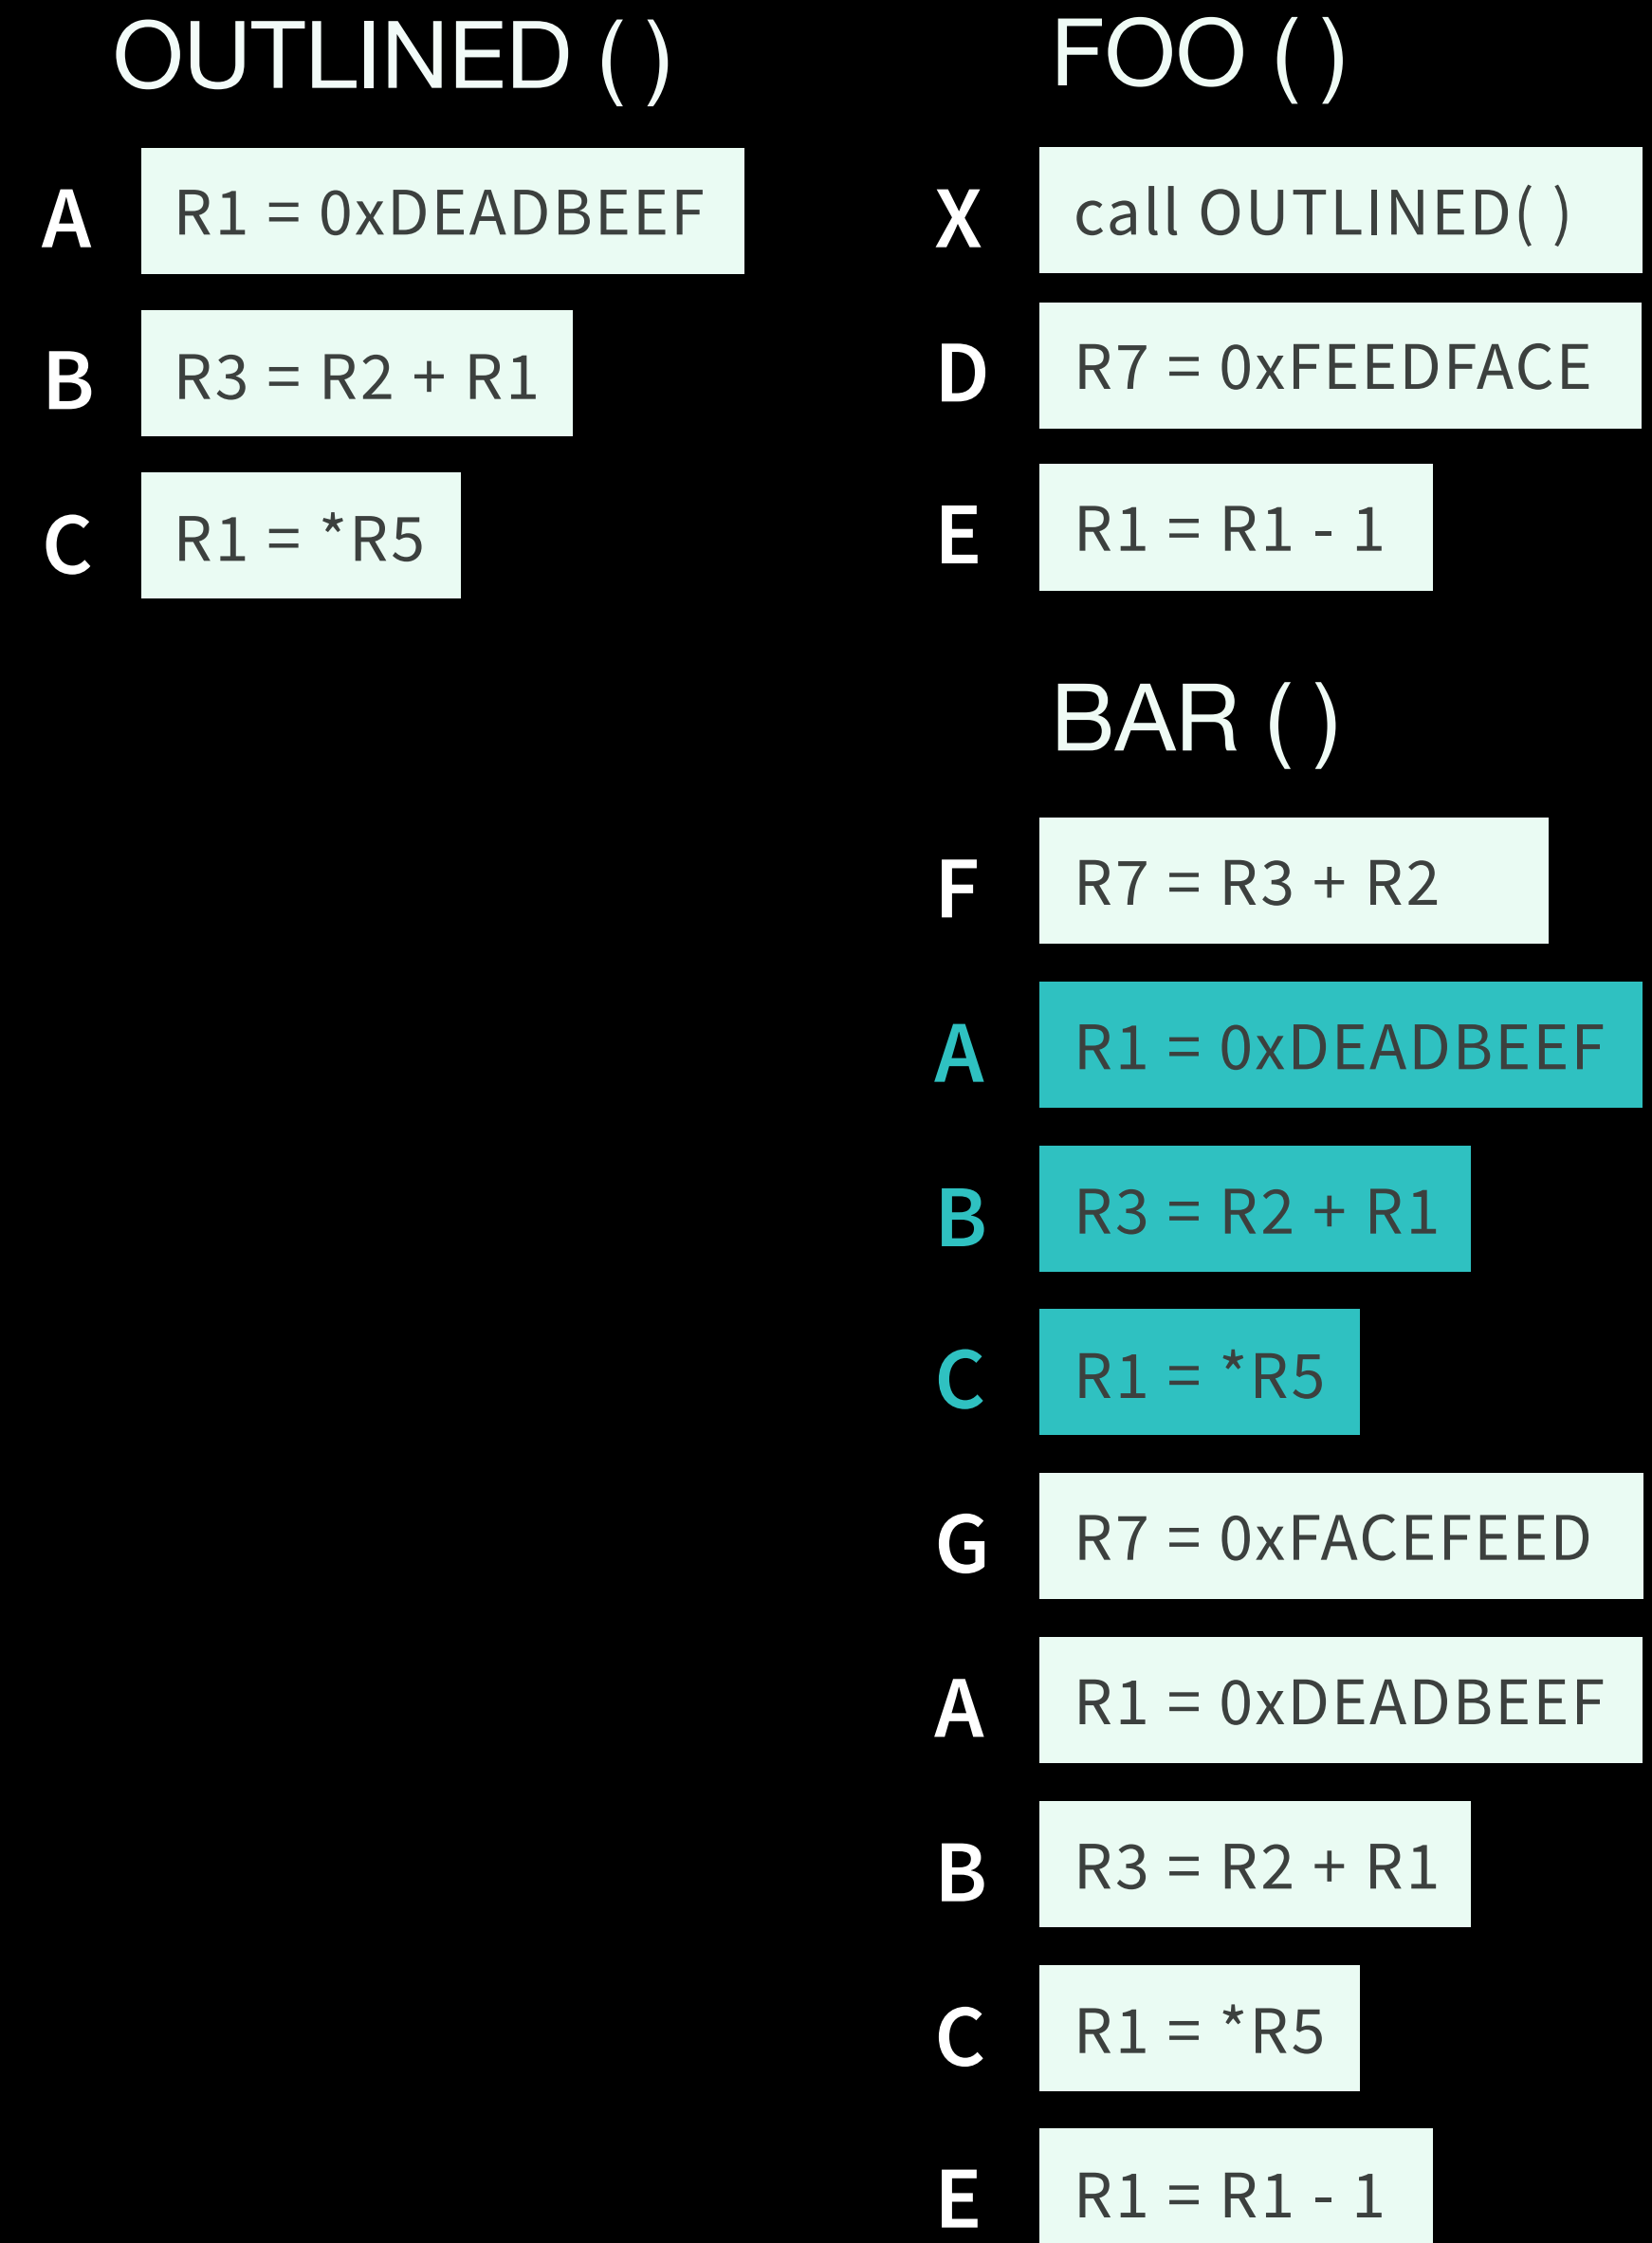 OUTLINED ( )
A R1 = 0xDEADBEEF
B R3 = R2 + R1
C R1 = *R5
FOO ( )
X call OUTLINED( )
D R7 = 0xFEEDFACE
E R1 = R1 - 1
BAR ( )
F R7 = R3 + R2
A R1 = 0xDEADBEEF
B R3 = R2 + R1
C R1 = *R5
G R7 = 0xFACEFEED
A R1 = 0xDEADBEEF
B R3 = R2 + R1
C R1 = *R5
E R1 = R1 - 1